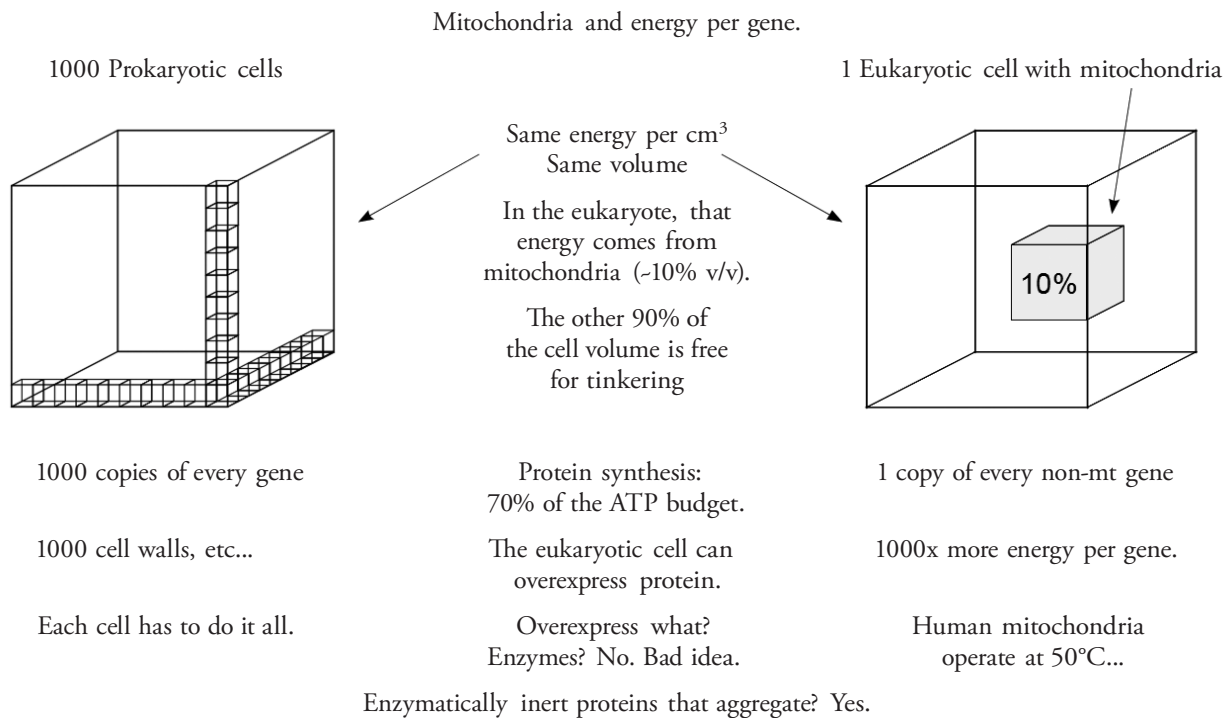 Mitochondria and energy per gene.
1000 Prokaryotic cells
1 Eukaryotic cell with mitochondria
Same energy per cm³
Same volume
In the eukaryote, that
energy comes from
mitochondria (~10% v/v).
The other 90% of
the cell volume is free
for tinkering
10%
1000 copies of every gene
Protein synthesis:
70% of the ATP budget.
1 copy of every non-mt gene
1000 cell walls, etc...
The eukaryotic cell can
overexpress protein.
1000x more energy per gene.
Each cell has to do it all.
Overexpress what?
Enzymes? No. Bad idea.
Human mitochondria
operate at 50°C...
Enzymatically inert proteins that aggregate? Yes.